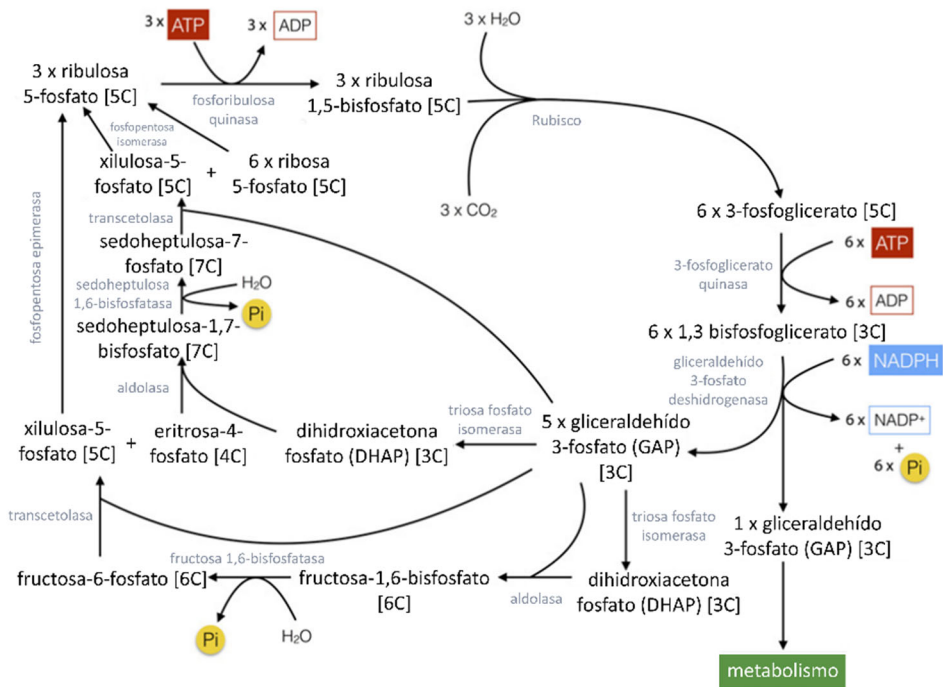 3 x ATP
3 x ADP
3 x H₂O
3 x ribulosa
5-fosfato [5C]
fosforibulosa
quinasa
3 x ribulosa
1,5-bisfosfato [5C]
Rubisco
fosfopentosa
isomerasa
xilulosa-5-
fosfato [5C]
+
6 x ribosa
5-fosfato [5C]
3 x CO₂
6 x 3-fosfoglicerato [5C]
transcetolasa
sedoheptulosa-7-
fosfato [7C]
6 x ATP
3-fosfoglicerato
quinasa
6 x ADP
fosfopentosa epimerasa
sedoheptulosa
1,6-bisfosfatasa
H₂O
Pi
sedoheptulosa-1,7-
bisfosfato [7C]
6 x 1,3 bisfosfoglicerato [3C]
gliceraldehído
3-fosfato
deshidrogenasa
6 x NADPH
aldolasa
6 x NADP⁺
+
6 x Pi
xilulosa-5-
fosfato [5C]
+
eritrosa-4-
fosfato [4C]
dihidroxiacetona
fosfato (DHAP) [3C]
triosa fosfato
isomerasa
5 x gliceraldehído
3-fosfato (GAP)
[3C]
transcetolasa
triosa fosfato
isomerasa
1 x gliceraldehído
3-fosfato (GAP) [3C]
fructosa-6-fosfato [6C]
fructosa 1,6-bisfosfatasa
Pi
H₂O
fructosa-1,6-bisfosfato
[6C]
aldolasa
dihidroxiacetona
fosfato (DHAP) [3C]
metabolismo